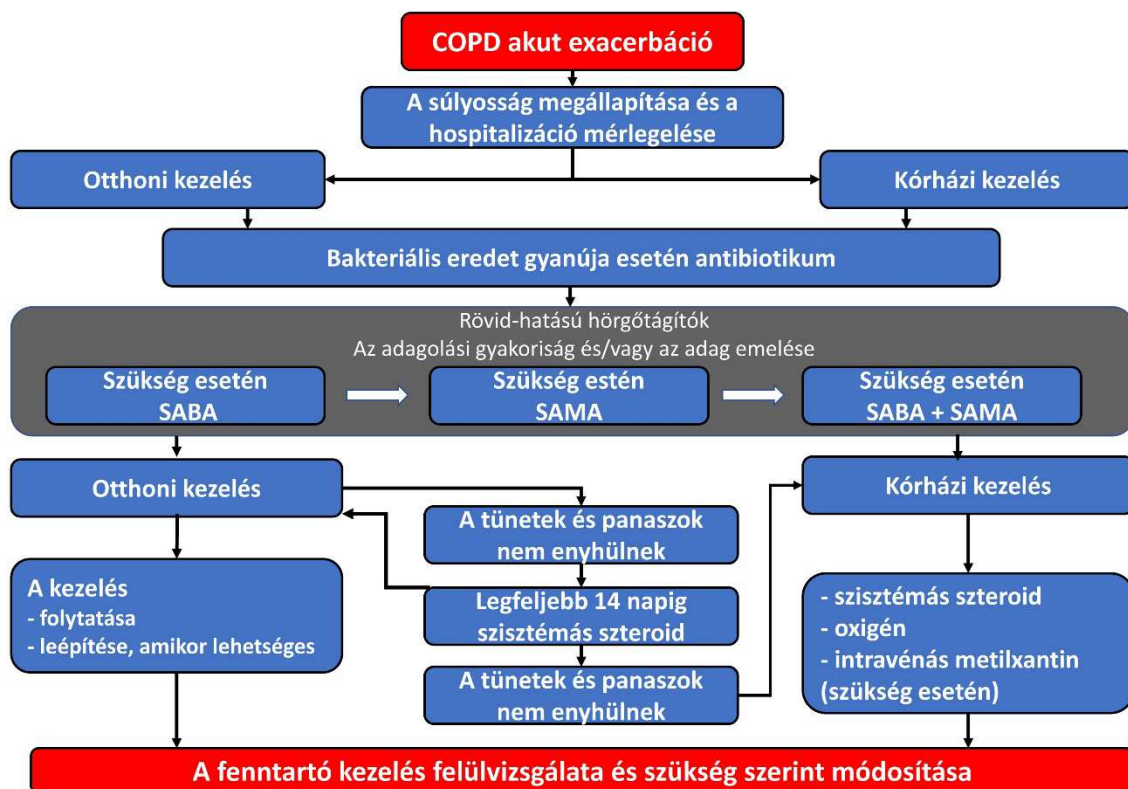 COPD akut exacerbáció
A súlyosság megállapítása és a
hospitalizáció mérlegelése
Otthoni kezelés
Kórházi kezelés
Bakteriális eredet gyanúja esetén antibiotikum
Rövid-hatású hörgőtágítók
Az adagolási gyakoriság és/vagy az adag emelése
Szükség esetén
SABA
Szükség estén
SAMA
Szükség esetén
SABA + SAMA
Otthoni kezelés
Kórházi kezelés
A tünetek és panaszok
nem enyhülnek
A kezelés
- folytatása
- leépítése, amikor lehetséges
Legfeljebb 14 napig
szisztémás szteroid
A tünetek és panaszok
nem enyhülnek
- szisztémás szteroid
- oxigén
- intravénás metilxantin
(szükség esetén)
A fenntartó kezelés felülvizsgálata és szükség szerint módosítása